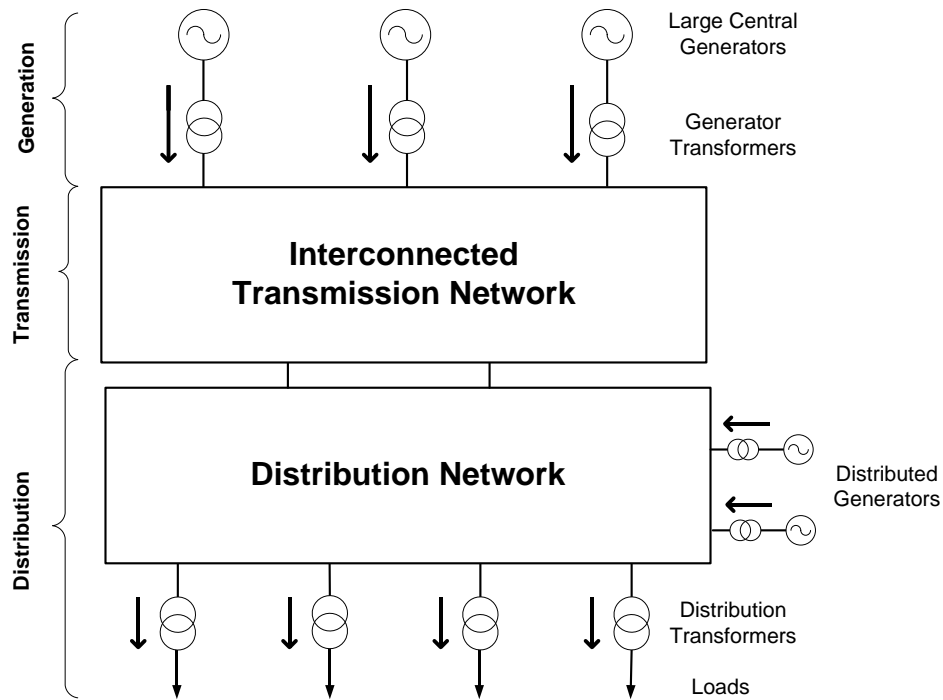 Large Central
Generators
Generation
Generator
Transformers
Transmission
Interconnected
Transmission Network
Distribution
Distribution Network
Distributed
Generators
Distribution
Transformers
Loads